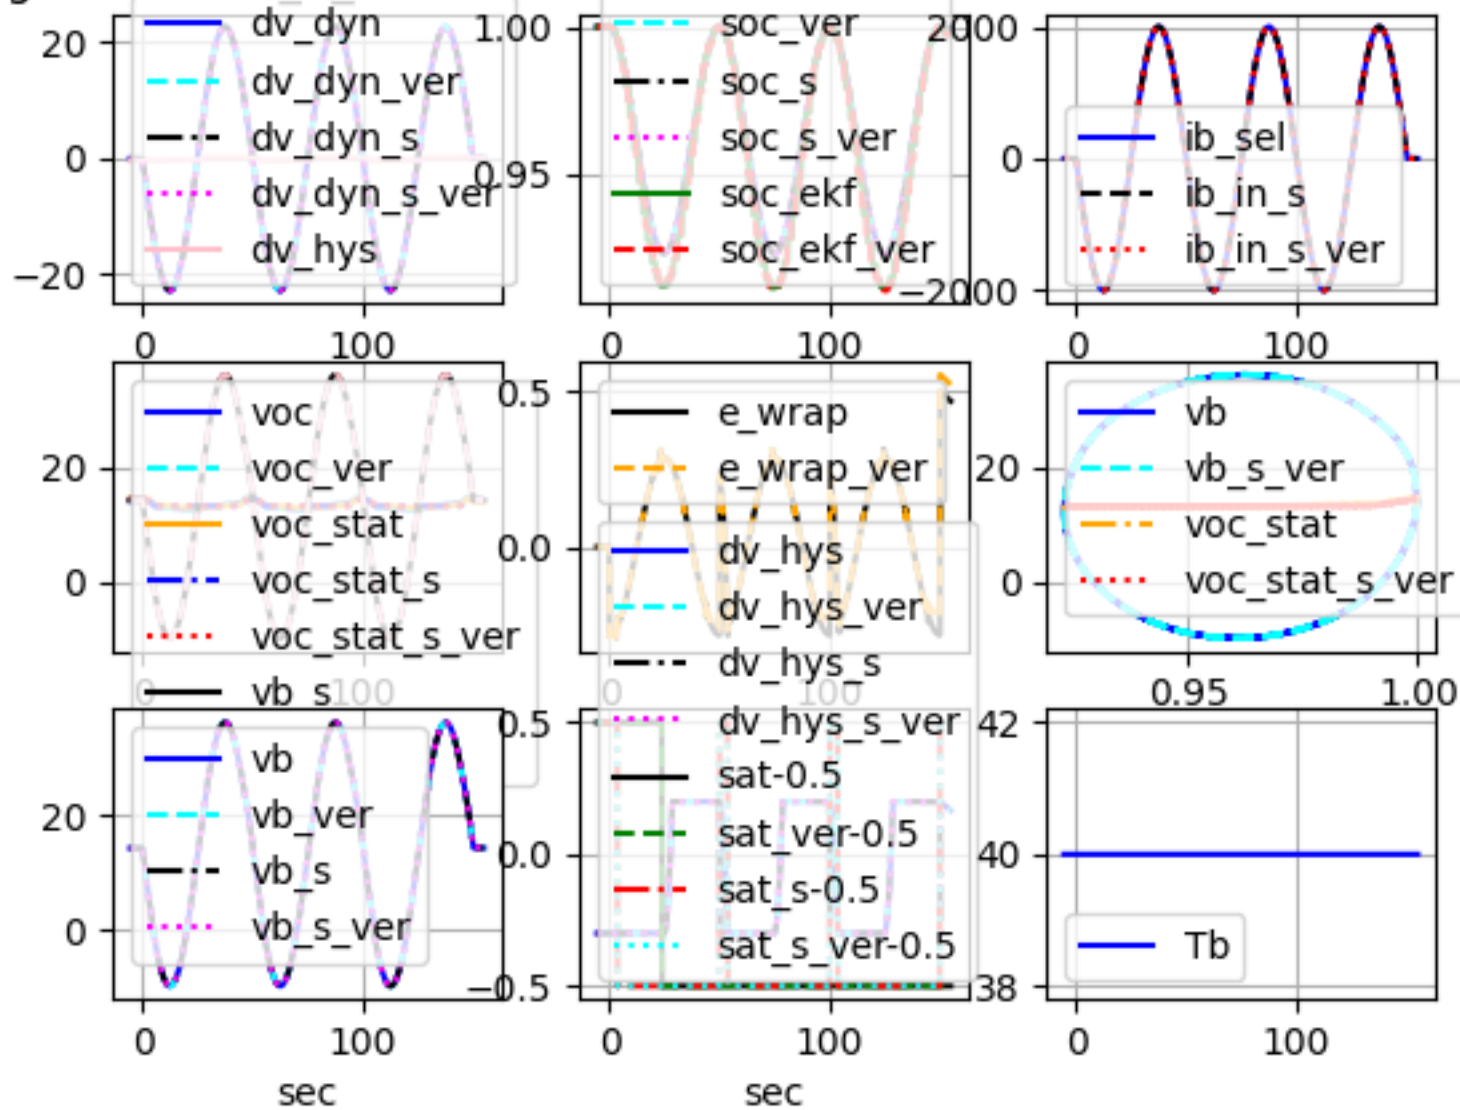 20
0
−20
0
100
dv_dyn
dv_dyn_ver
dv_dyn_s
dv_dyn_s_ver
dv_hys
1.00
0.95
0
100
soc_ver
soc_s
soc_s_ver
soc_ekf
soc_ekf_ver
2000
0
−2000
0
100
ib_sel
ib_in_s
ib_in_s_ver
20
0
0
100
voc
voc_ver
voc_stat
voc_stat_s
voc_stat_s_ver
vb_s
0.5
0.0
0
100
e_wrap
e_wrap_ver
20
0
0.95
1.00
vb
vb_s_ver
voc_stat
voc_stat_s_ver
20
0
0
100
sec
vb
vb_ver
vb_s
vb_s_ver
0.5
0.0
−0.5
0
100
sec
dv_hys
dv_hys_ver
dv_hys_s
dv_hys_s_ver
sat-0.5
sat_ver-0.5
sat_s-0.5
sat_s_ver-0.5
42
40
38
0
100
Tb